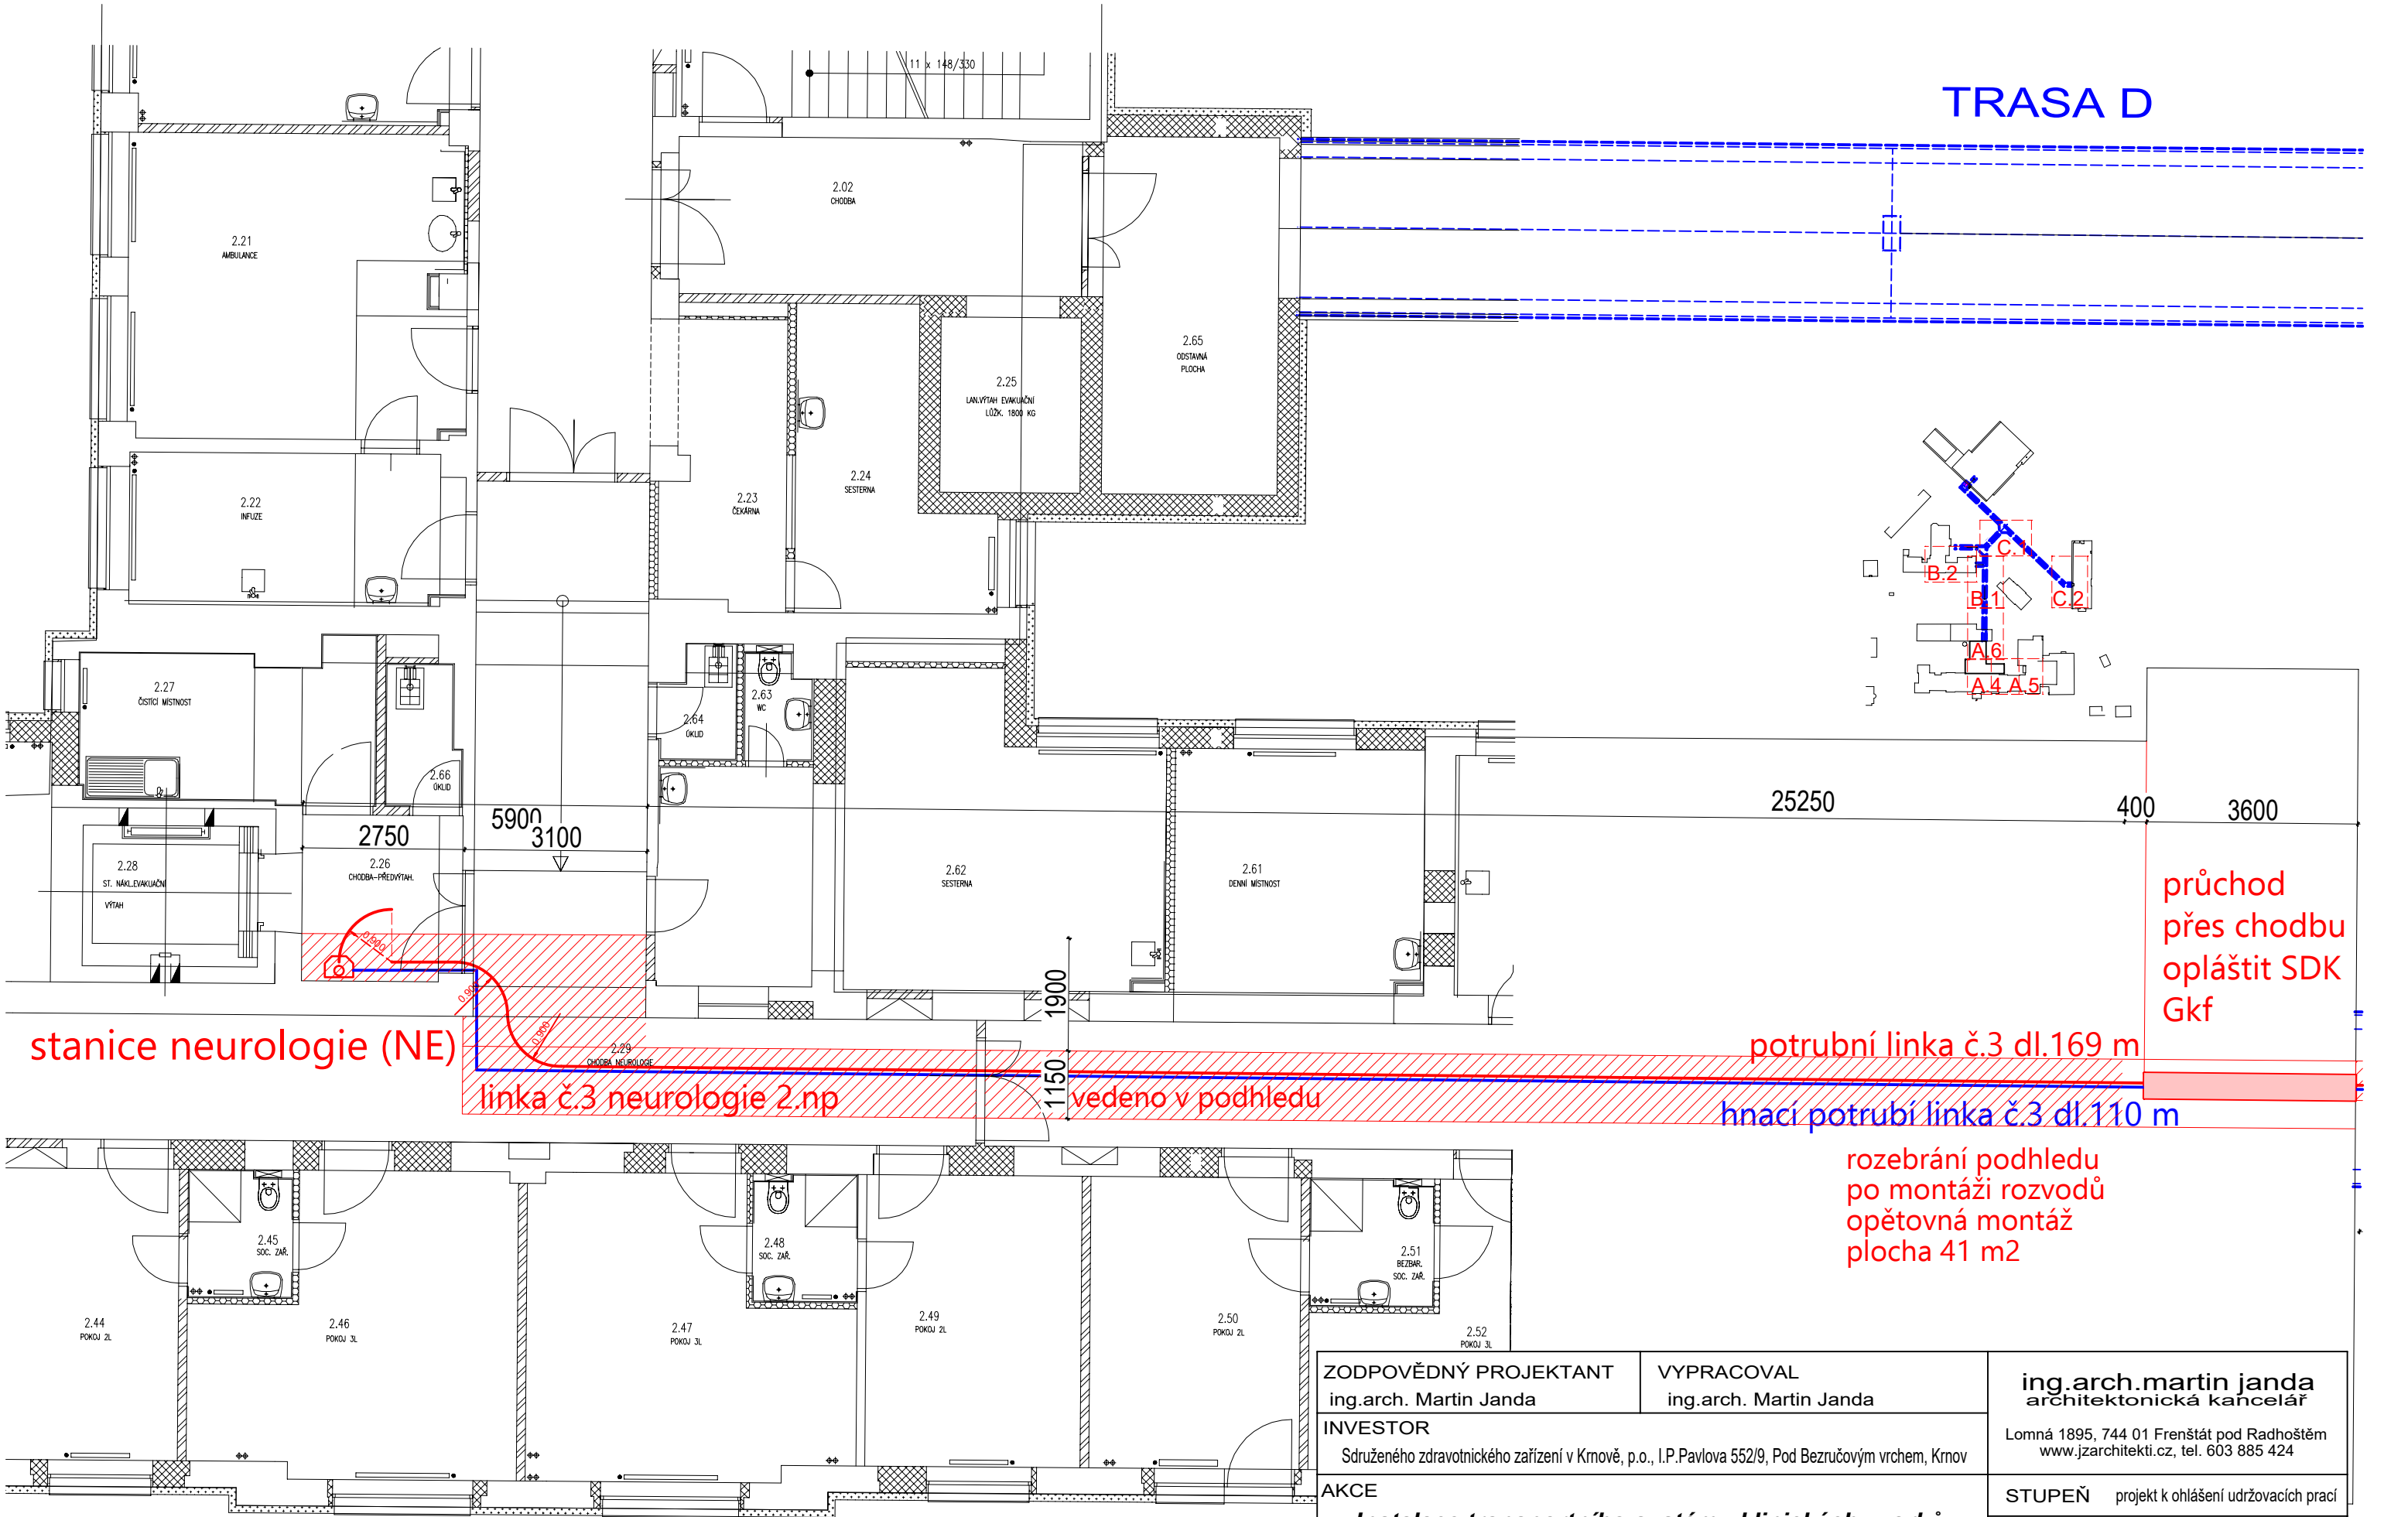 11 x 148/330
TRASA D
2.02
CHODBA
2.21
AMBULANCE
2.65
ODSTAVNÁ
PLOCHA
2.25
LAN.VÝTAH EVAKUAČNÍ
LŮŽK. 1800 KG
2.24
SESTERNA
2.23
ČEKÁRNA
2.22
INFUZE
C.1
B.2
B.1
C.2
A.6
A.4
A.5
2.27
ČISTÍCÍ MÍSTNOST
2.63
WC
2.64
ÚKLID
2.66
ÚKLID
25250
400
3600
5900
2750
3100
2.28
ST. NÁKL.EVAKUAČNÍ
VÝTAH
2.26
CHODBA-PŘEDVÝTAH.
2.62
SESTERNA
2.61
DENNÍ MÍSTNOST
průchod
přes chodbu
opláštit SDK
Gkf
0.900
0.900
0.900
1900
1150
stanice neurologie (NE)
2.29
CHODBA NEUROLOGIE
potrubní linka č.3 dl.169 m
linka č.3 neurologie 2.np
vedeno v podhledu
hnací potrubí linka č.3 dl.110 m
rozebrání podhledu
po montáži rozvodů
opětovná montáž
plocha 41 m2
2.45
SOC. ZAŘ.
2.48
SOC. ZAŘ.
2.51
BEZBAR.
SOC. ZAŘ.
2.44
POKOJ 2L
2.46
POKOJ 3L
2.47
POKOJ 3L
2.49
POKOJ 2L
2.50
POKOJ 2L
2.52
POKOJ 3L
ZODPOVĚDNÝ PROJEKTANT
ing.arch. Martin Janda
VYPRACOVAL
ing.arch. Martin Janda
ing.arch.martin janda
architektonická kancelář
Lomná 1895, 744 01 Frenštát pod Radhoštěm
www.jzarchitekti.cz, tel. 603 885 424
INVESTOR
Sdruženého zdravotnického zařízení v Krnově, p.o., I.P.Pavlova 552/9, Pod Bezručovým vrchem, Krnov
AKCE
STUPEŇ projekt k ohlášení udržovacích prací